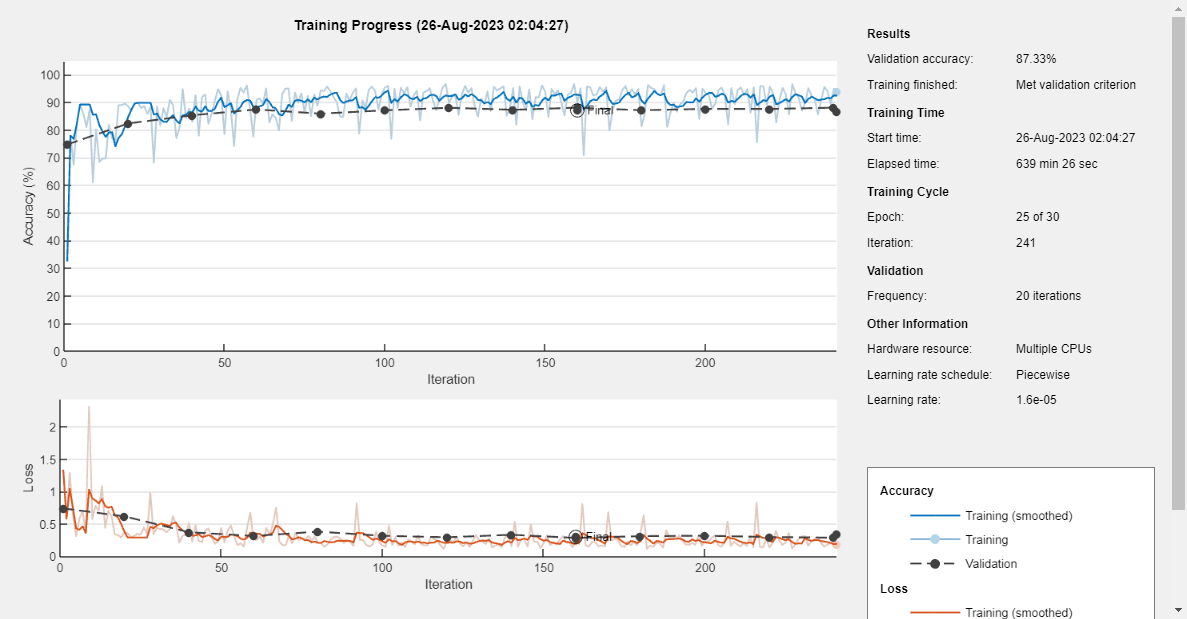 Training Progress (26-Aug-2023 02:04:27)
100
90
80
70
60
50
40
30
20
10
0
Accuracy (%)
Final
0 50 100 150 200
Iteration
2
1.5
1
0.5
0
Loss
Final
0 50 100 150 200
Iteration
Results
Validation accuracy: 87.33%
Training finished: Met validation criterion
Training Time
Start time: 26-Aug-2023 02:04:27
Elapsed time: 639 min 26 sec
Training Cycle
Epoch: 25 of 30
Iteration: 241
Validation
Frequency: 20 iterations
Other Information
Hardware resource: Multiple CPUs
Learning rate schedule: Piecewise
Learning rate: 1.6e-05
Accuracy
Training (smoothed)
Training
Validation
Loss
Training (smoothed)